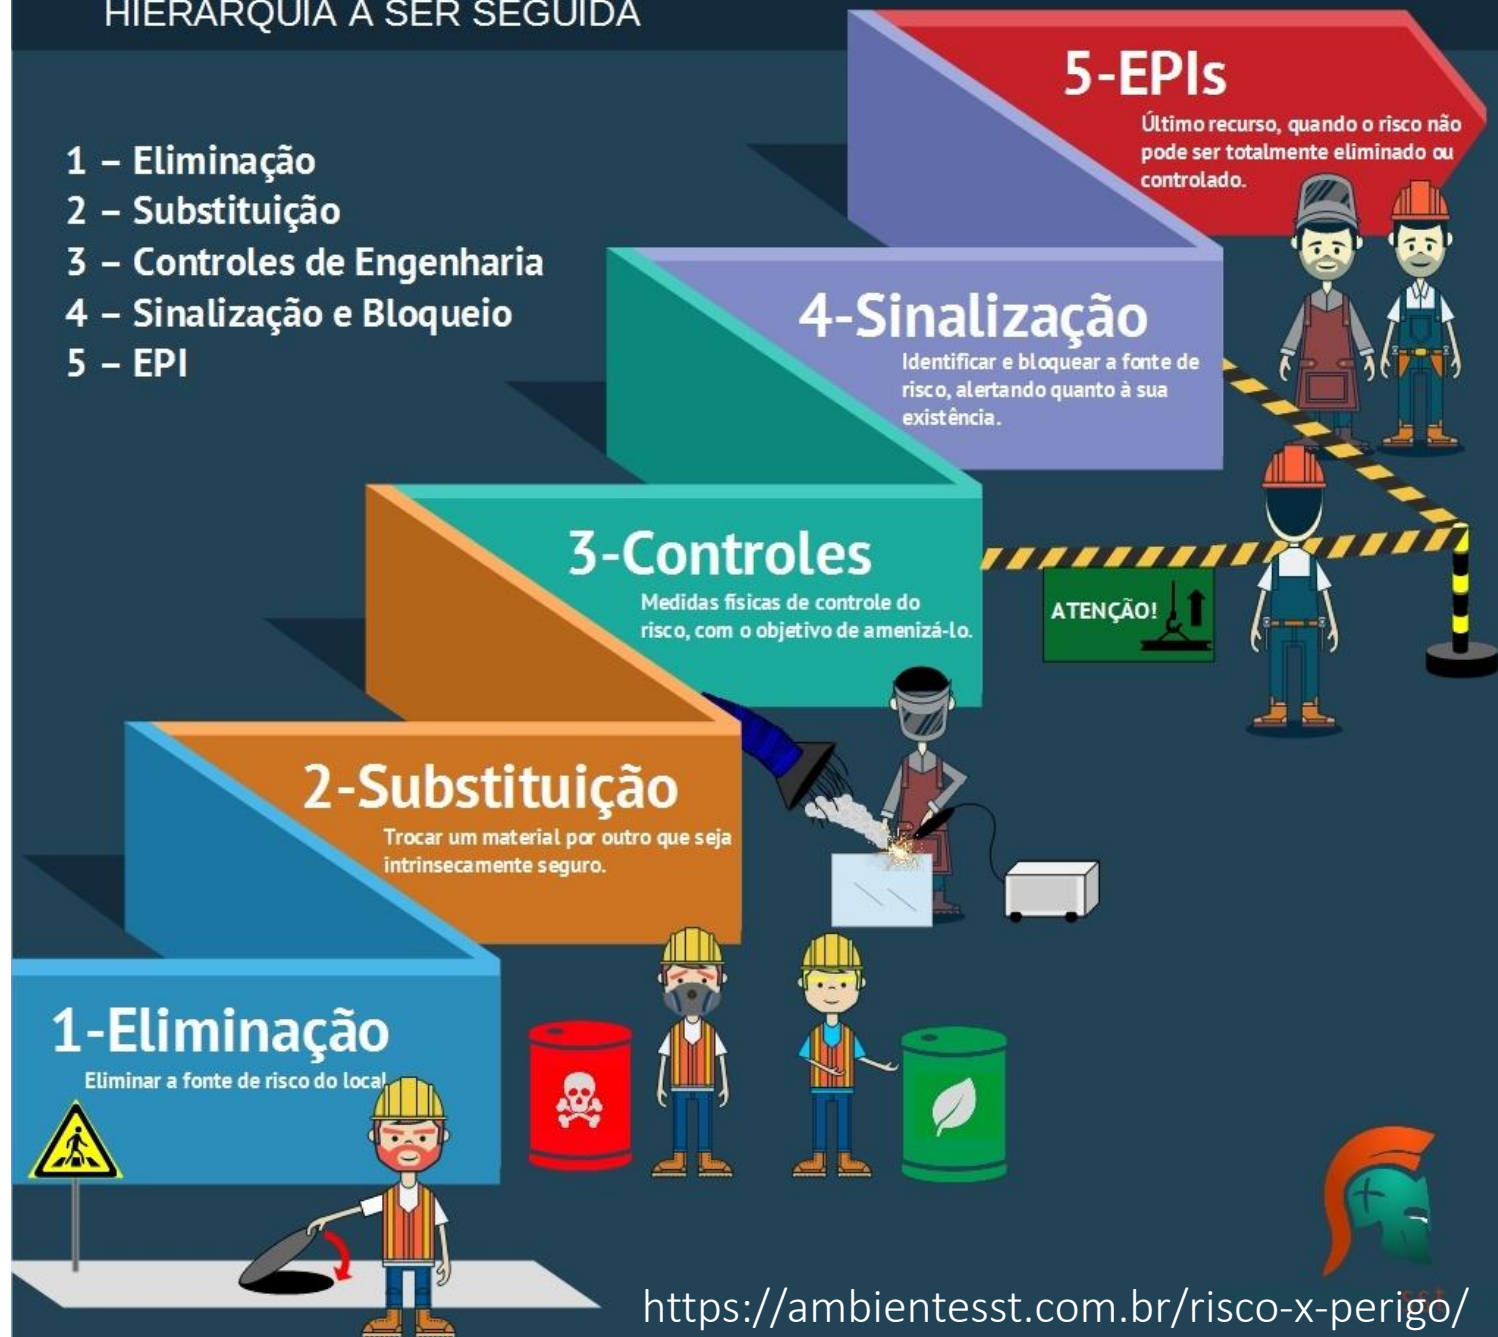 HIERARQUIA A SER SEGUIDA
1 – Eliminação
2 – Substituição
3 – Controles de Engenharia
4 – Sinalização e Bloqueio
5 – EPI
5-EPIs
Último recurso, quando o risco não
pode ser totalmente eliminado ou
controlado.
4-Sinalização
Identificar e bloquear a fonte de
risco, alertando quanto à sua
existência.
3-Controles
Medidas físicas de controle do
risco, com o objetivo de amenizá-lo.
ATENÇÃO!
2-Substituição
Trocar um material por outro que seja
intrinsecamente seguro.
1-Eliminação
Eliminar a fonte de risco do local
https://ambientesst.com.br/risco-x-perigo/